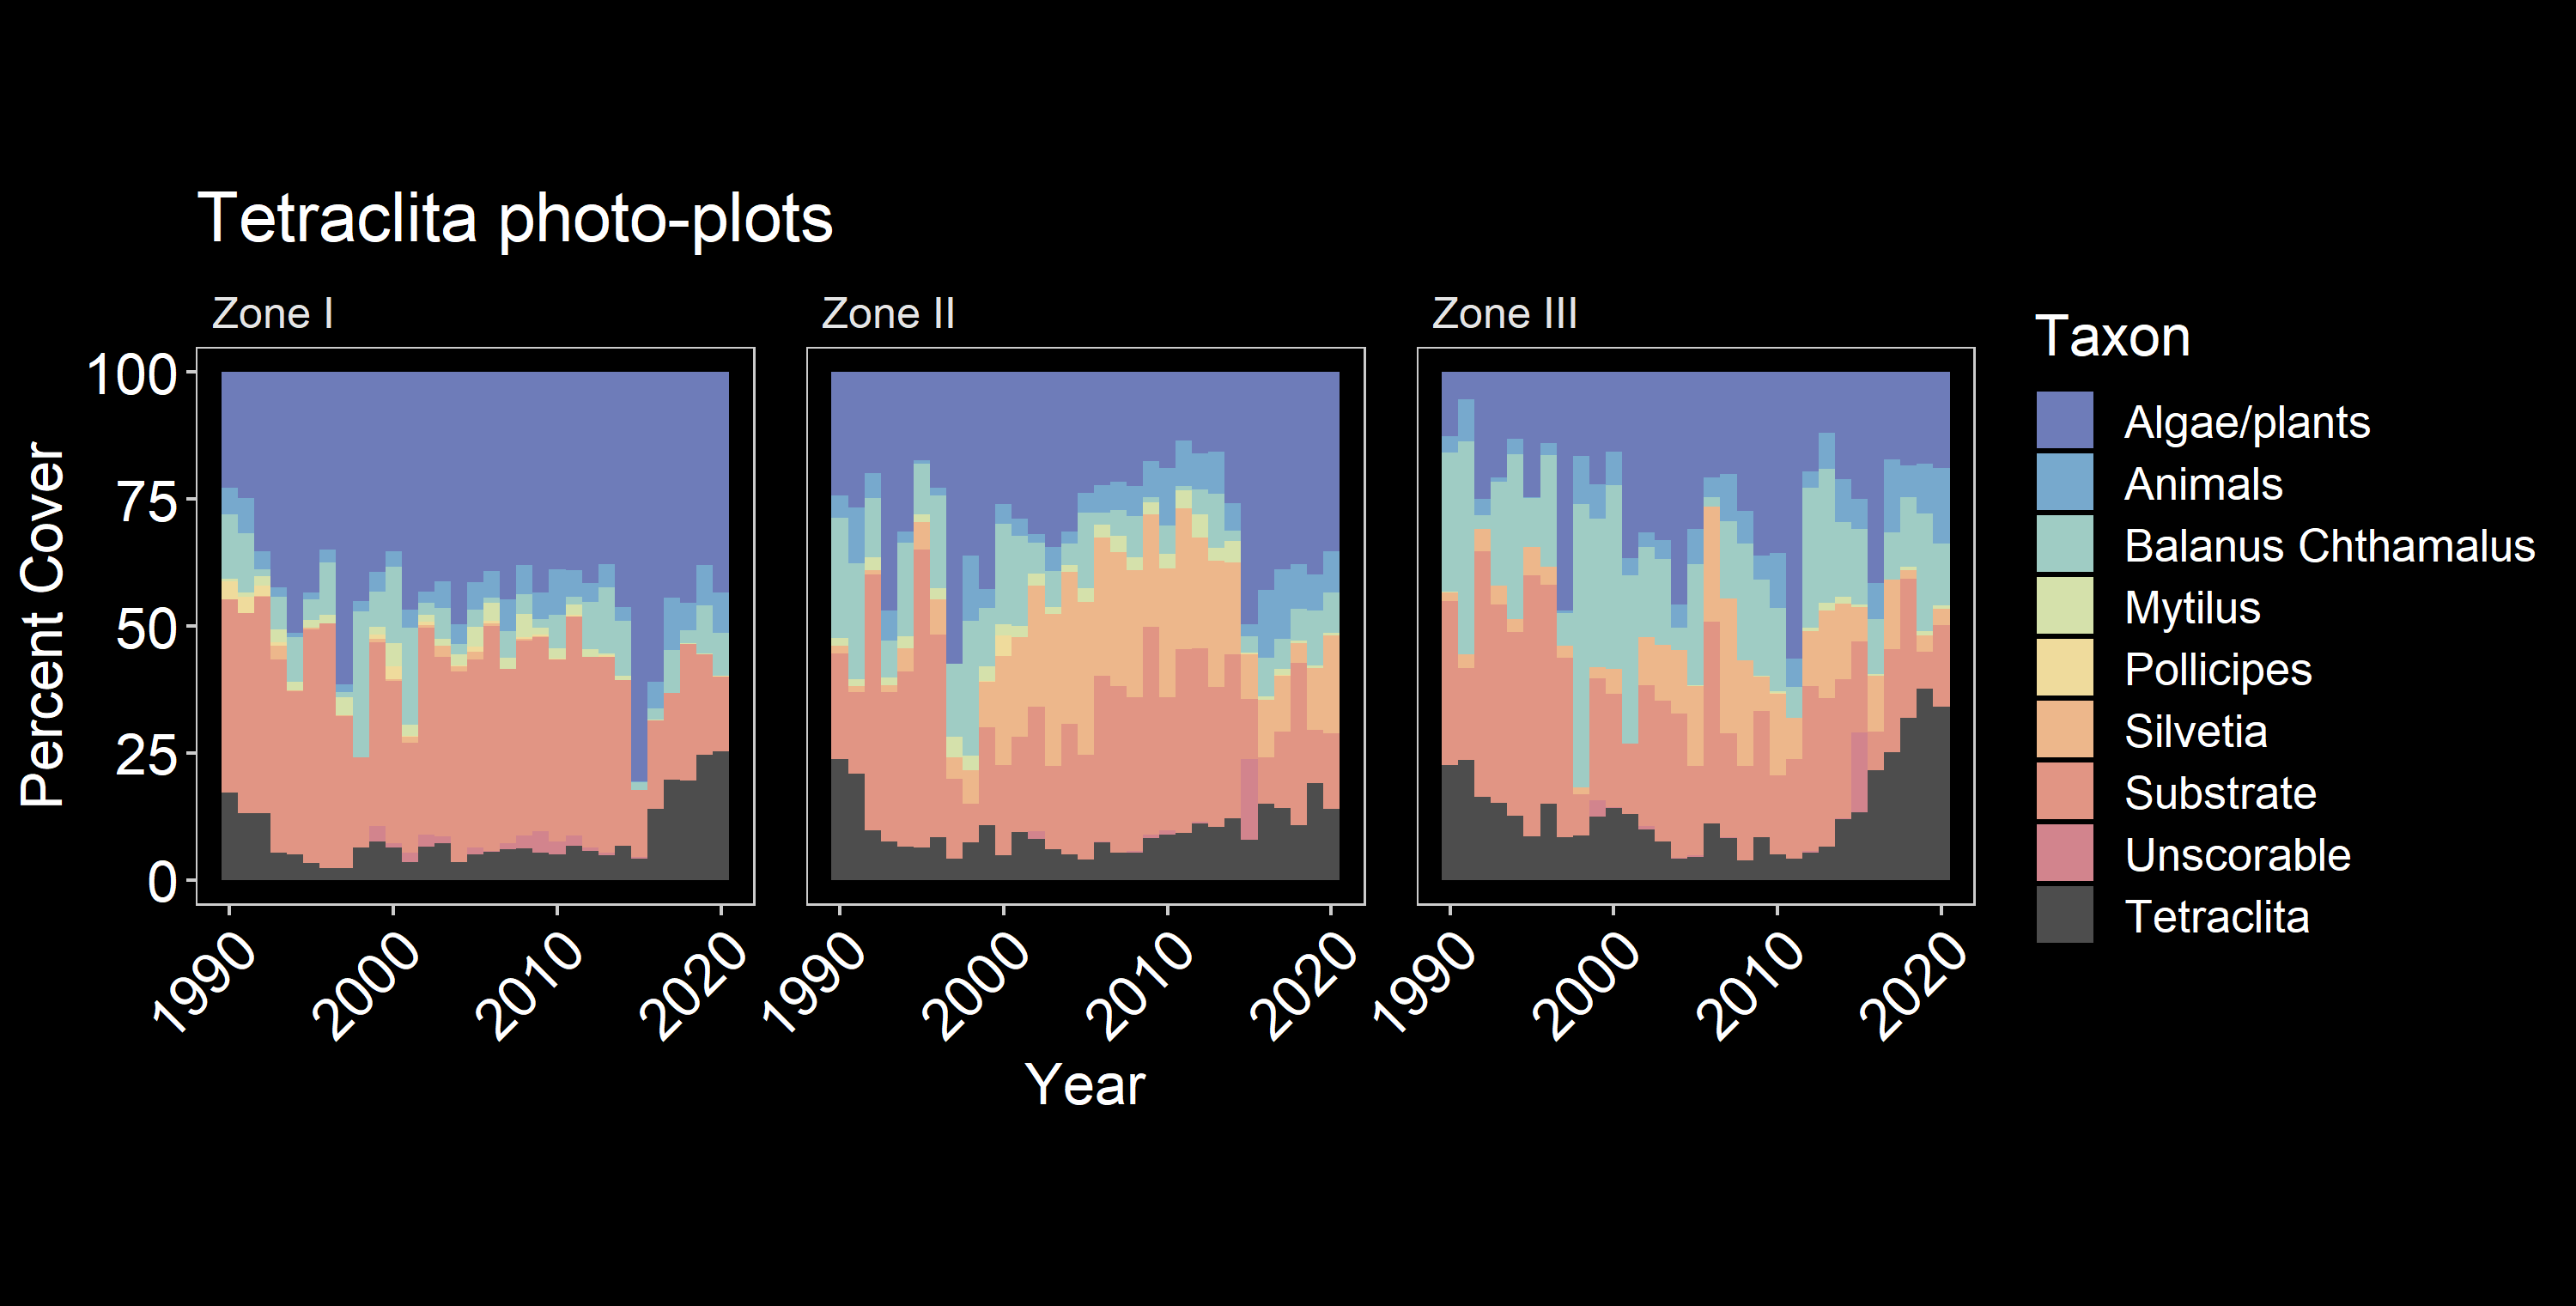 Tetraclita photo-plots
Zone I
Zone II
Zone III
Percent Cover
100
75
50
25
0
1990
2000
2010
2020
1990
2000
2010
2020
1990
2000
2010
2020
Year
Taxon
Algae/plants
Animals
Balanus Chthamalus
Mytilus
Pollicipes
Silvetia
Substrate
Unscorable
Tetraclita